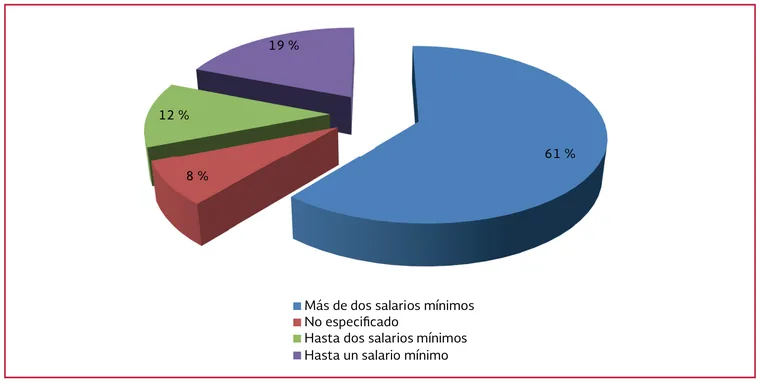 19 %
12 %
61 %
8 %
Más de dos salarios mínimos
No especificado
Hasta dos salarios mínimos
Hasta un salario mínimo